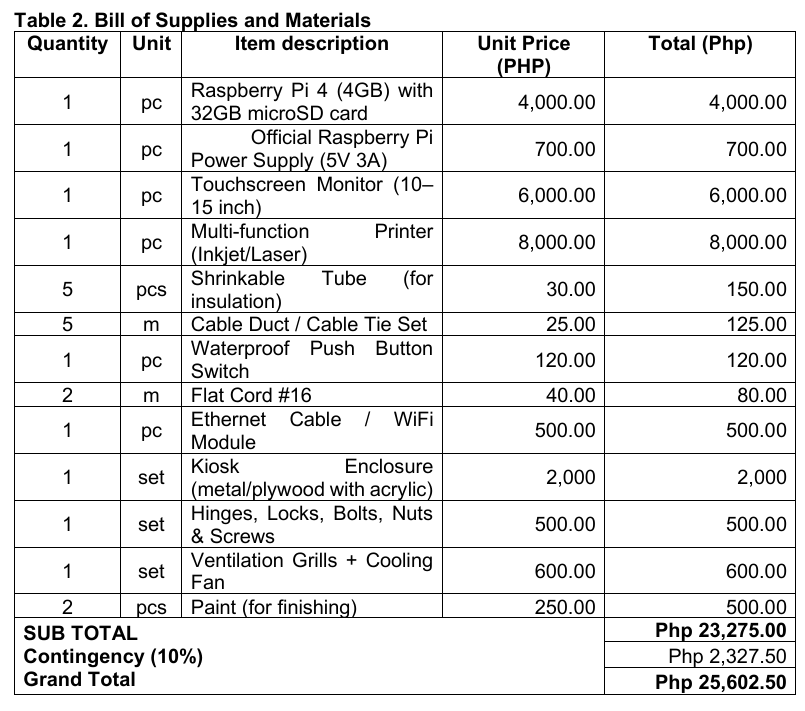 Table 2. Bill of Supplies and Materials
Quantity Unit Item description Unit Price (PHP) Total (Php)
1 pc Raspberry Pi 4 (4GB) with 32GB microSD card 4,000.00 4,000.00
1 pc Official Raspberry Pi Power Supply (5V 3A) 700.00 700.00
1 pc Touchscreen Monitor (10–15 inch) 6,000.00 6,000.00
1 pc Multi-function Printer (Inkjet/Laser) 8,000.00 8,000.00
5 pcs Shrinkable Tube (for insulation) 30.00 150.00
5 m Cable Duct / Cable Tie Set 25.00 125.00
1 pc Waterproof Push Button Switch 120.00 120.00
2 m Flat Cord #16 40.00 80.00
1 pc Ethernet Cable / WiFi Module 500.00 500.00
1 set Kiosk Enclosure (metal/plywood with acrylic) 2,000 2,000
1 set Hinges, Locks, Bolts, Nuts & Screws 500.00 500.00
1 set Ventilation Grills + Cooling Fan 600.00 600.00
2 pcs Paint (for finishing) 250.00 500.00
SUB TOTAL Php 23,275.00
Contingency (10%) Php 2,327.50
Grand Total Php 25,602.50